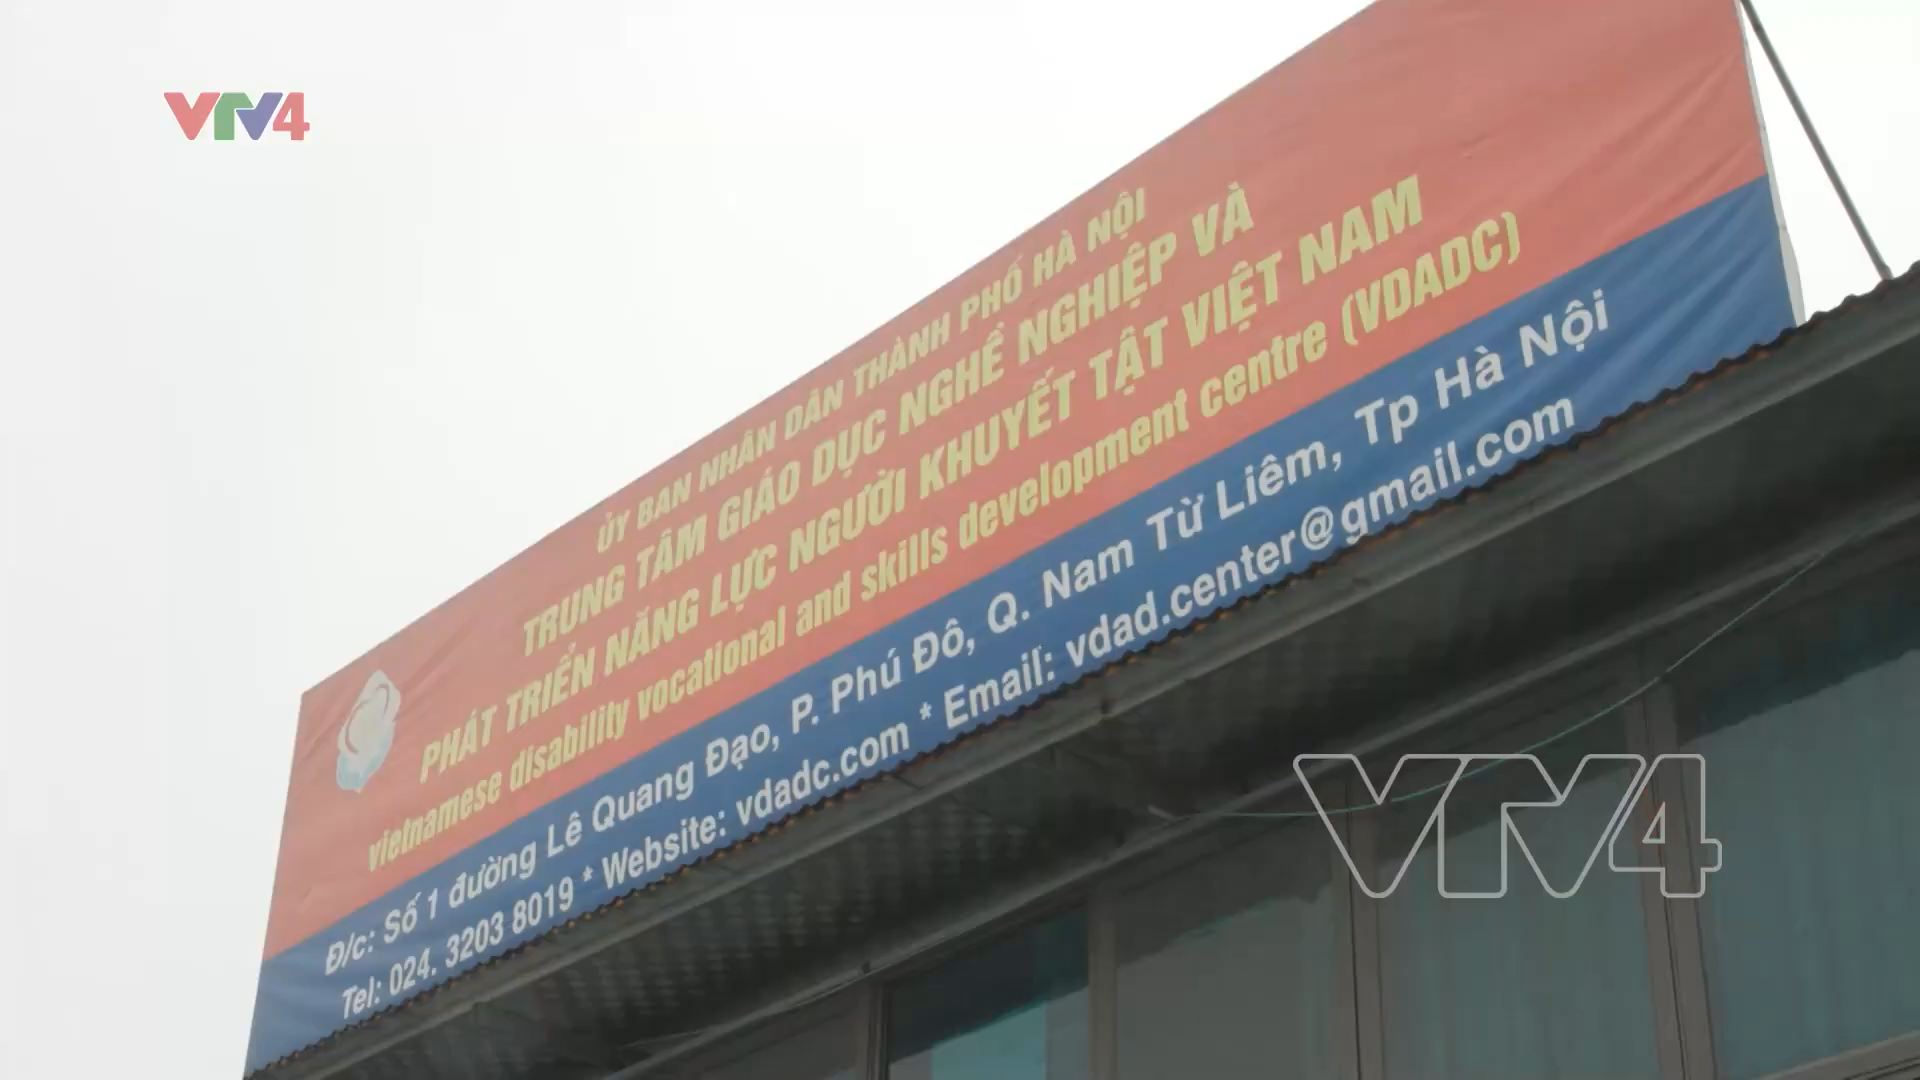 VTV4
ỦY BAN NHÂN DÂN THÀNH PHỐ HÀ NỘI
TRUNG TÂM GIÁO DỤC NGHỀ NGHIỆP VÀ
PHÁT TRIỂN NĂNG LỰC NGƯỜI KHUYẾT TẬT VIỆT NAM
vietnamese disability vocational and skills development centre (VDADC)
Đ/c: Số 1 đường Lê Quang Đạo, P. Phú Đô, Q. Nam Từ Liêm, Tp Hà Nội
Tel: 024. 3203 8019 * Website: vdadc.com * Email: vdad.center@gmail.com
VTV4